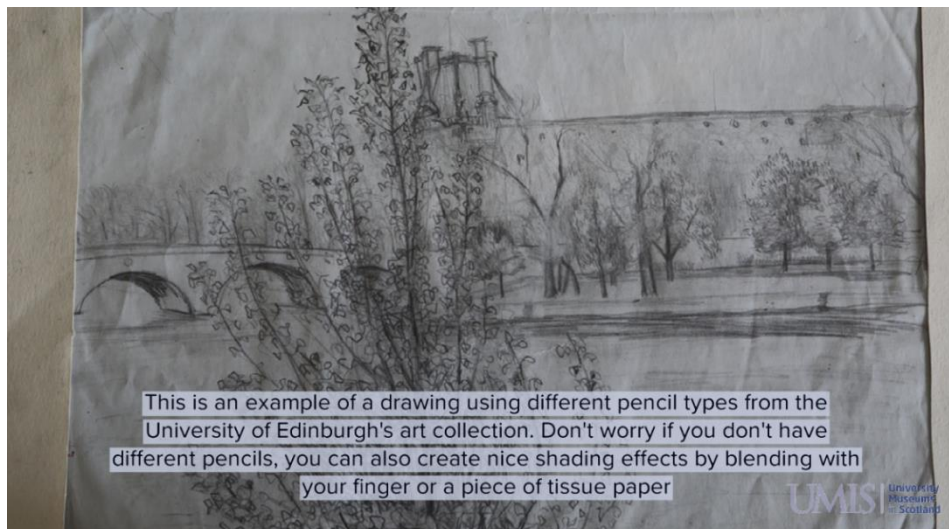 This is an example of a drawing using different pencil types from the
University of Edinburgh's art collection. Don't worry if you don't have
different pencils, you can also create nice shading effects by blending with
your finger or a piece of tissue paper
UMIS
University
Museums
in Scotland